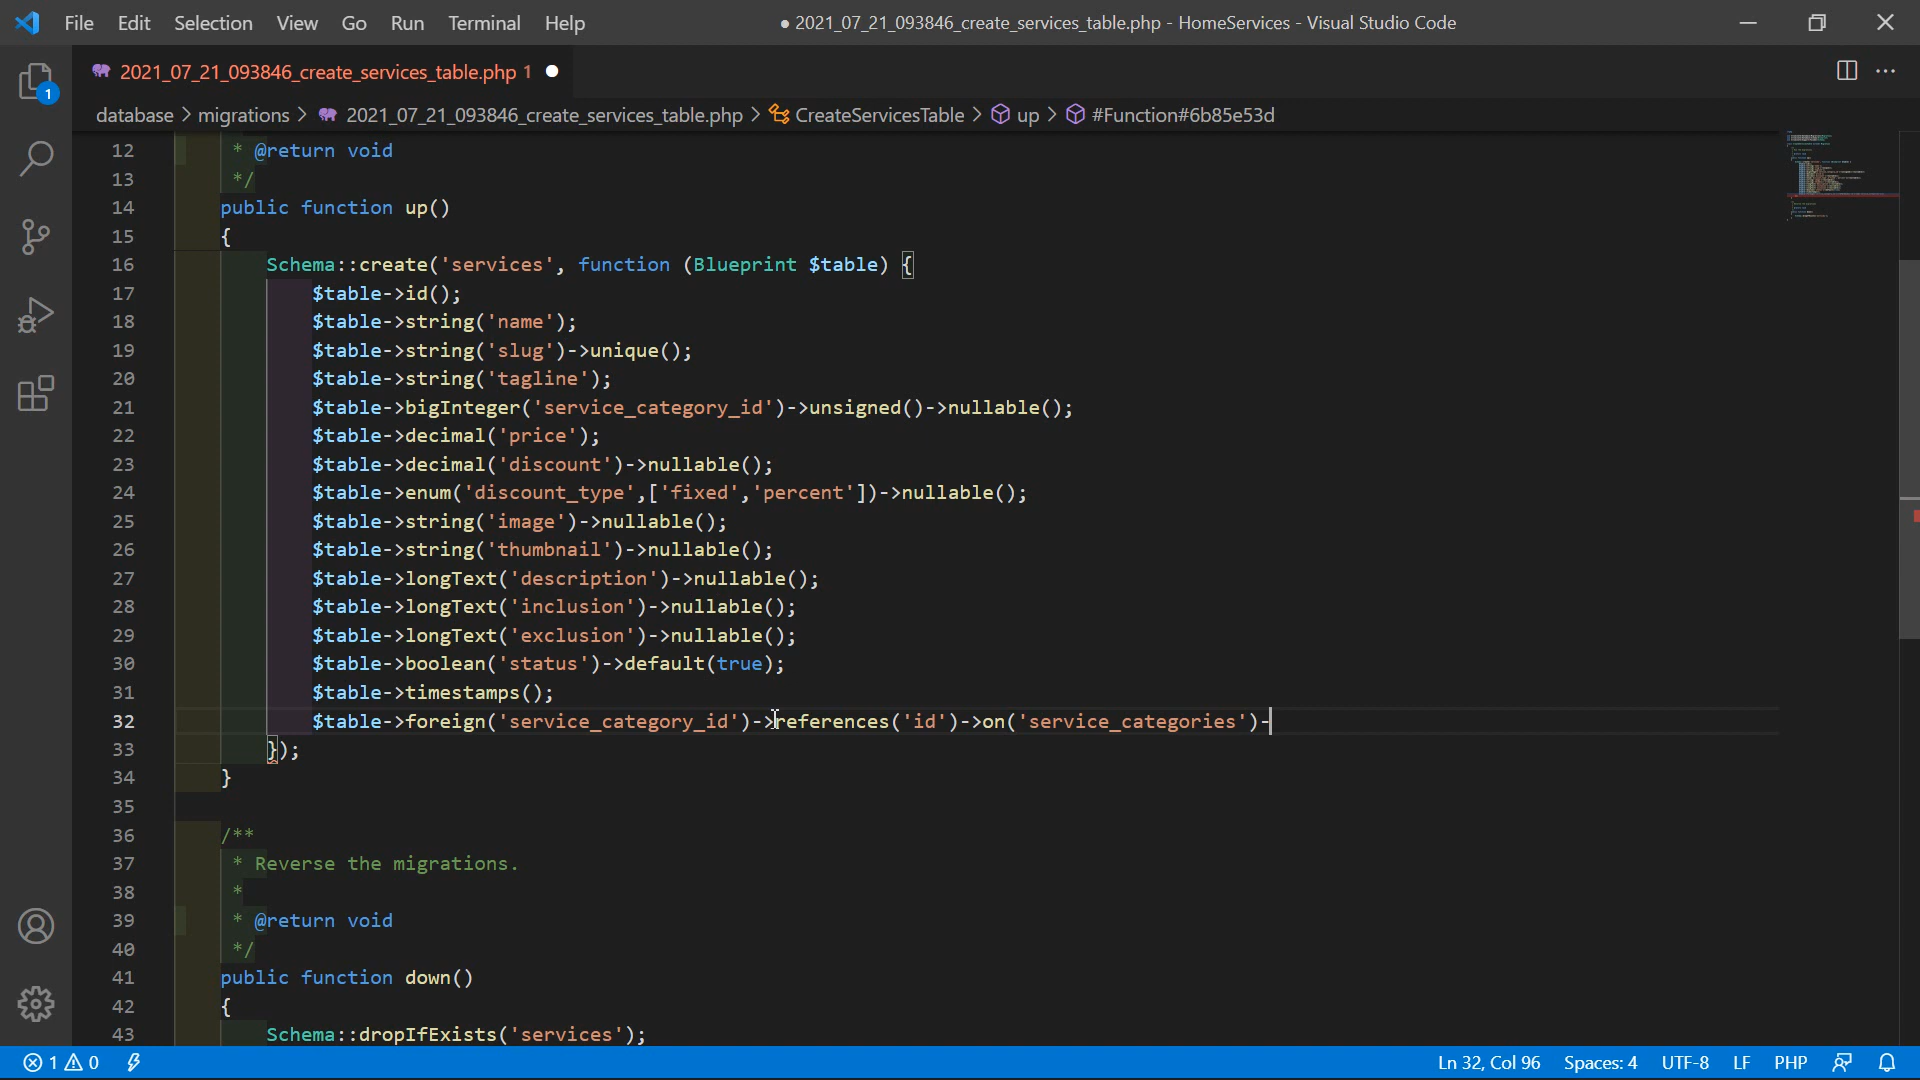 File Edit Selection View Go Run Terminal Help ● 2021_07_21_093846_create_services_table.php - HomeServices - Visual Studio Code
2021_07_21_093846_create_services_table.php 1 ●
database > migrations > 2021_07_21_093846_create_services_table.php > CreateServicesTable > up > #Function#6b85e53d
1
12 * @return void
13 */
14 public function up()
15 {
16 Schema::create('services', function (Blueprint $table) {
17 $table->id();
18 $table->string('name');
19 $table->string('slug')->unique();
20 $table->string('tagline');
21 $table->bigInteger('service_category_id')->unsigned()->nullable();
22 $table->decimal('price');
23 $table->decimal('discount')->nullable();
24 $table->enum('discount_type',['fixed','percent'])->nullable();
25 $table->string('image')->nullable();
26 $table->string('thumbnail')->nullable();
27 $table->longText('description')->nullable();
28 $table->longText('inclusion')->nullable();
29 $table->longText('exclusion')->nullable();
30 $table->boolean('status')->default(true);
31 $table->timestamps();
32 $table->foreign('service_category_id')->references('id')->on('service_categories')-
33 });
34 }
35
36 /**
37 * Reverse the migrations.
38 *
39 * @return void
40 */
41 public function down()
42 {
43 Schema::dropIfExists('services');
1 0 Ln 32, Col 96 Spaces: 4 UTF-8 LF PHP